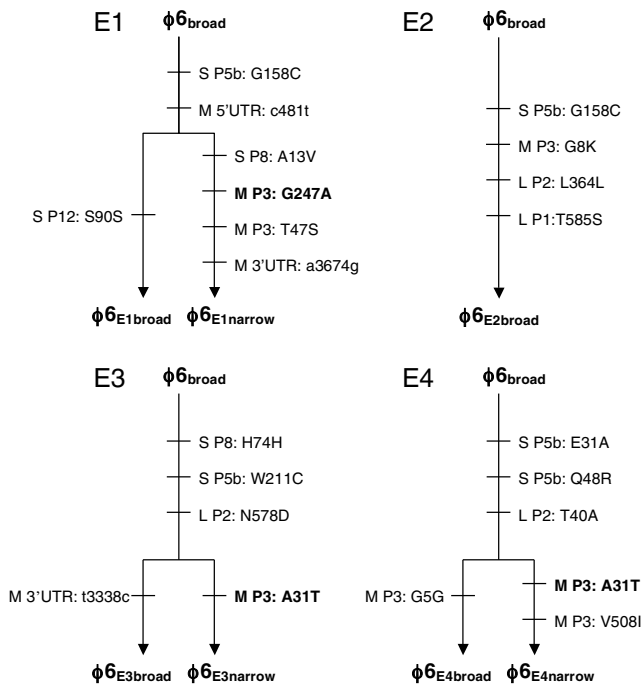 E1
ϕ6broad
S P5b: G158C
M 5'UTR: c481t
S P8: A13V
M P3: G247A
S P12: S90S
M P3: T47S
M 3'UTR: a3674g
ϕ6E1broad
ϕ6E1narrow
E2
ϕ6broad
S P5b: G158C
M P3: G8K
L P2: L364L
L P1:T585S
ϕ6E2broad
E3
ϕ6broad
S P8: H74H
S P5b: W211C
L P2: N578D
M 3'UTR: t3338c
M P3: A31T
ϕ6E3broad
ϕ6E3narrow
E4
ϕ6broad
S P5b: E31A
S P5b: Q48R
L P2: T40A
M P3: G5G
M P3: A31T
M P3: V508I
ϕ6E4broad
ϕ6E4narrow